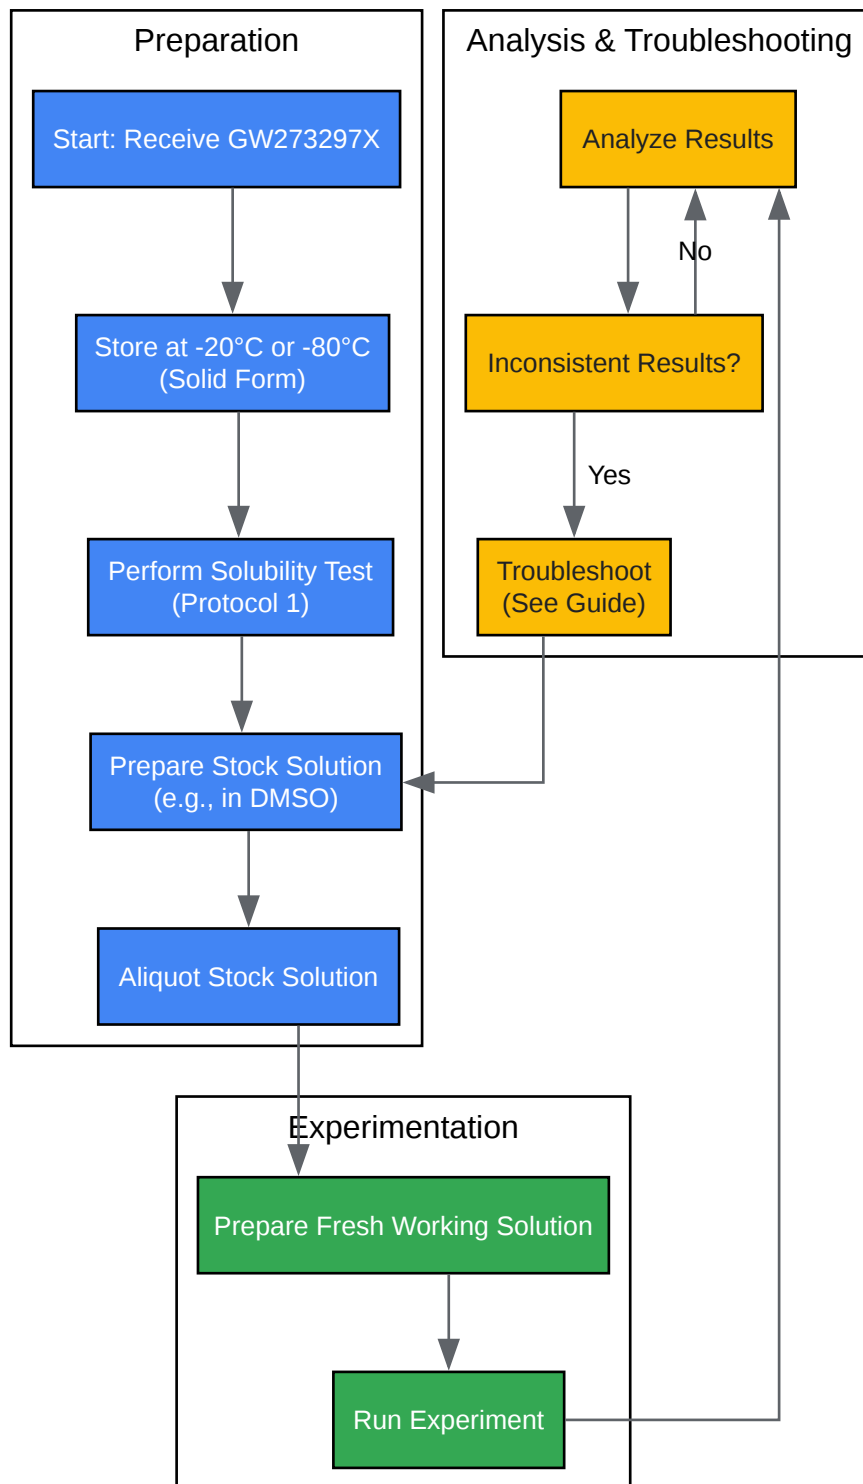 Preparation
Start: Receive GW273297X
Store at -20°C or -80°C
(Solid Form)
Perform Solubility Test
(Protocol 1)
Prepare Stock Solution
(e.g., in DMSO)
Aliquot Stock Solution
Analysis & Troubleshooting
Analyze Results
No
Inconsistent Results?
Yes
Troubleshoot
(See Guide)
Experimentation
Prepare Fresh Working Solution
Run Experiment